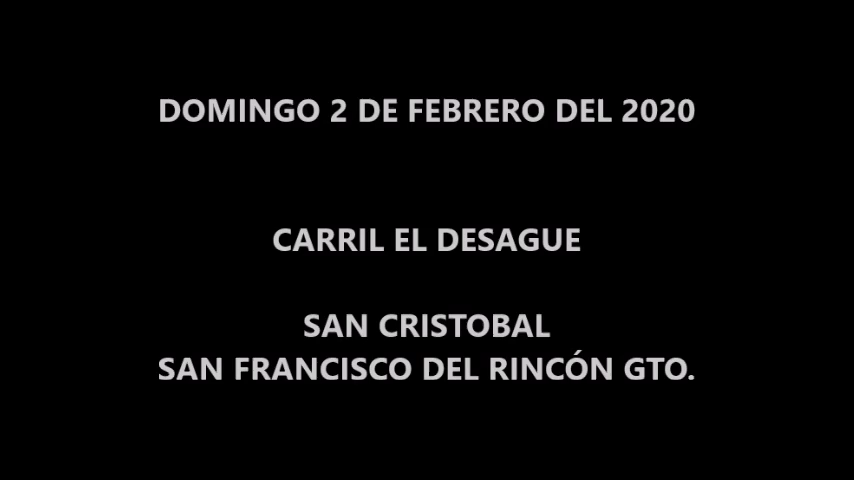 DOMINGO 2 DE FEBRERO DEL 2020
CARRIL EL DESAGUE
SAN CRISTOBAL
SAN FRANCISCO DEL RINCÓN GTO.